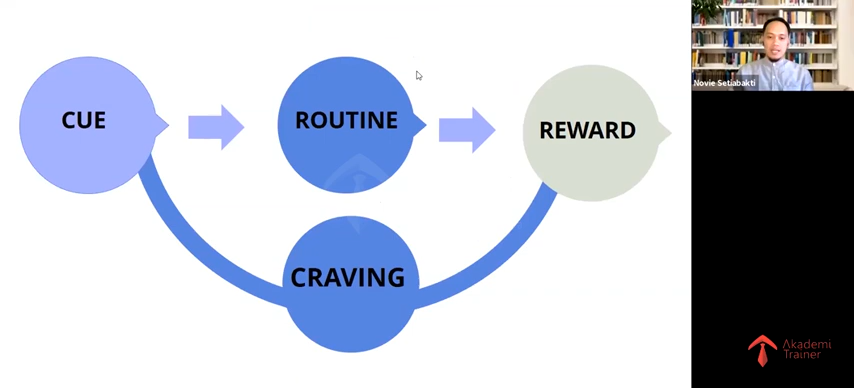 CUE
ROUTINE
REWARD
CRAVING
Novie Setiabakti
Akademi
Trainer